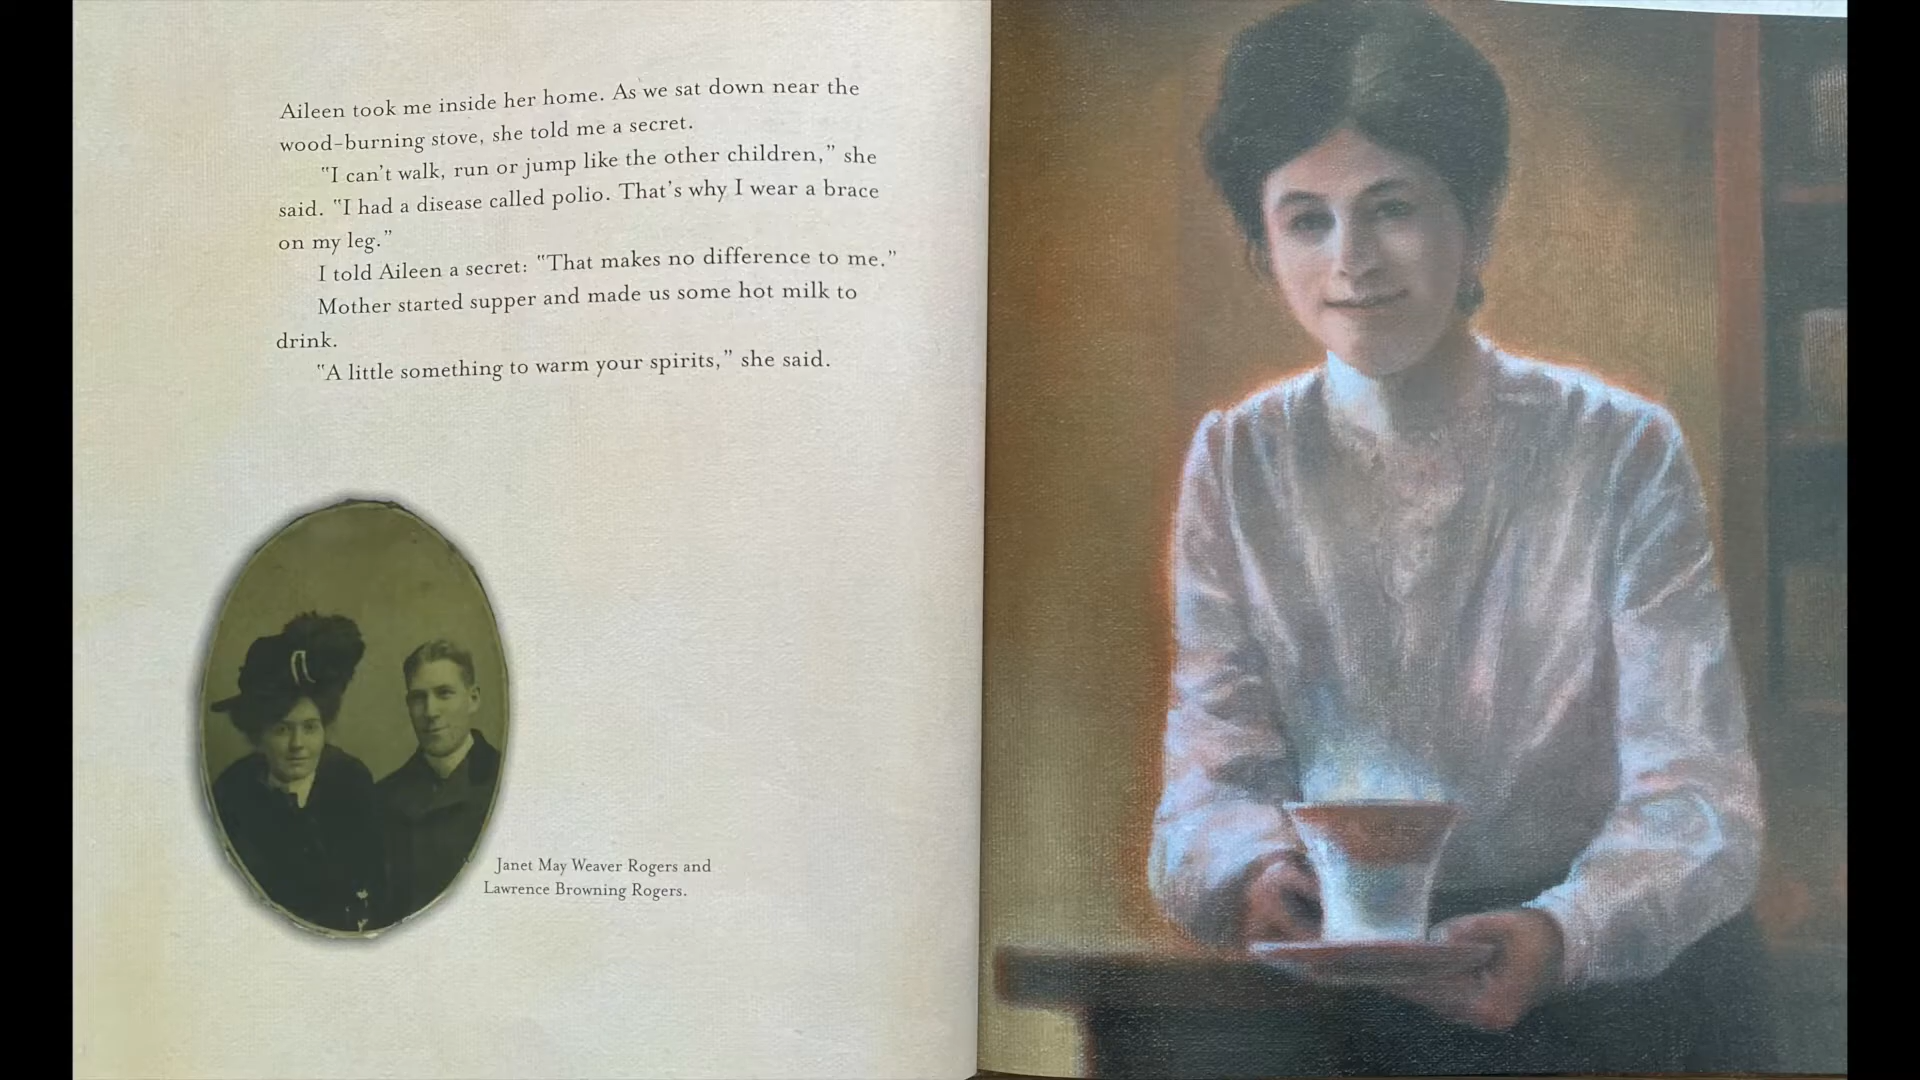 Aileen took me inside her home. As we sat down near the
wood-burning stove, she told me a secret.
"I can't walk, run or jump like the other children," she
said. "I had a disease called polio. That's why I wear a brace
on my leg."
I told Aileen a secret: "That makes no difference to me."
Mother started supper and made us some hot milk to
drink.
"A little something to warm your spirits," she said.
Janet May Weaver Rogers and
Lawrence Browning Rogers.